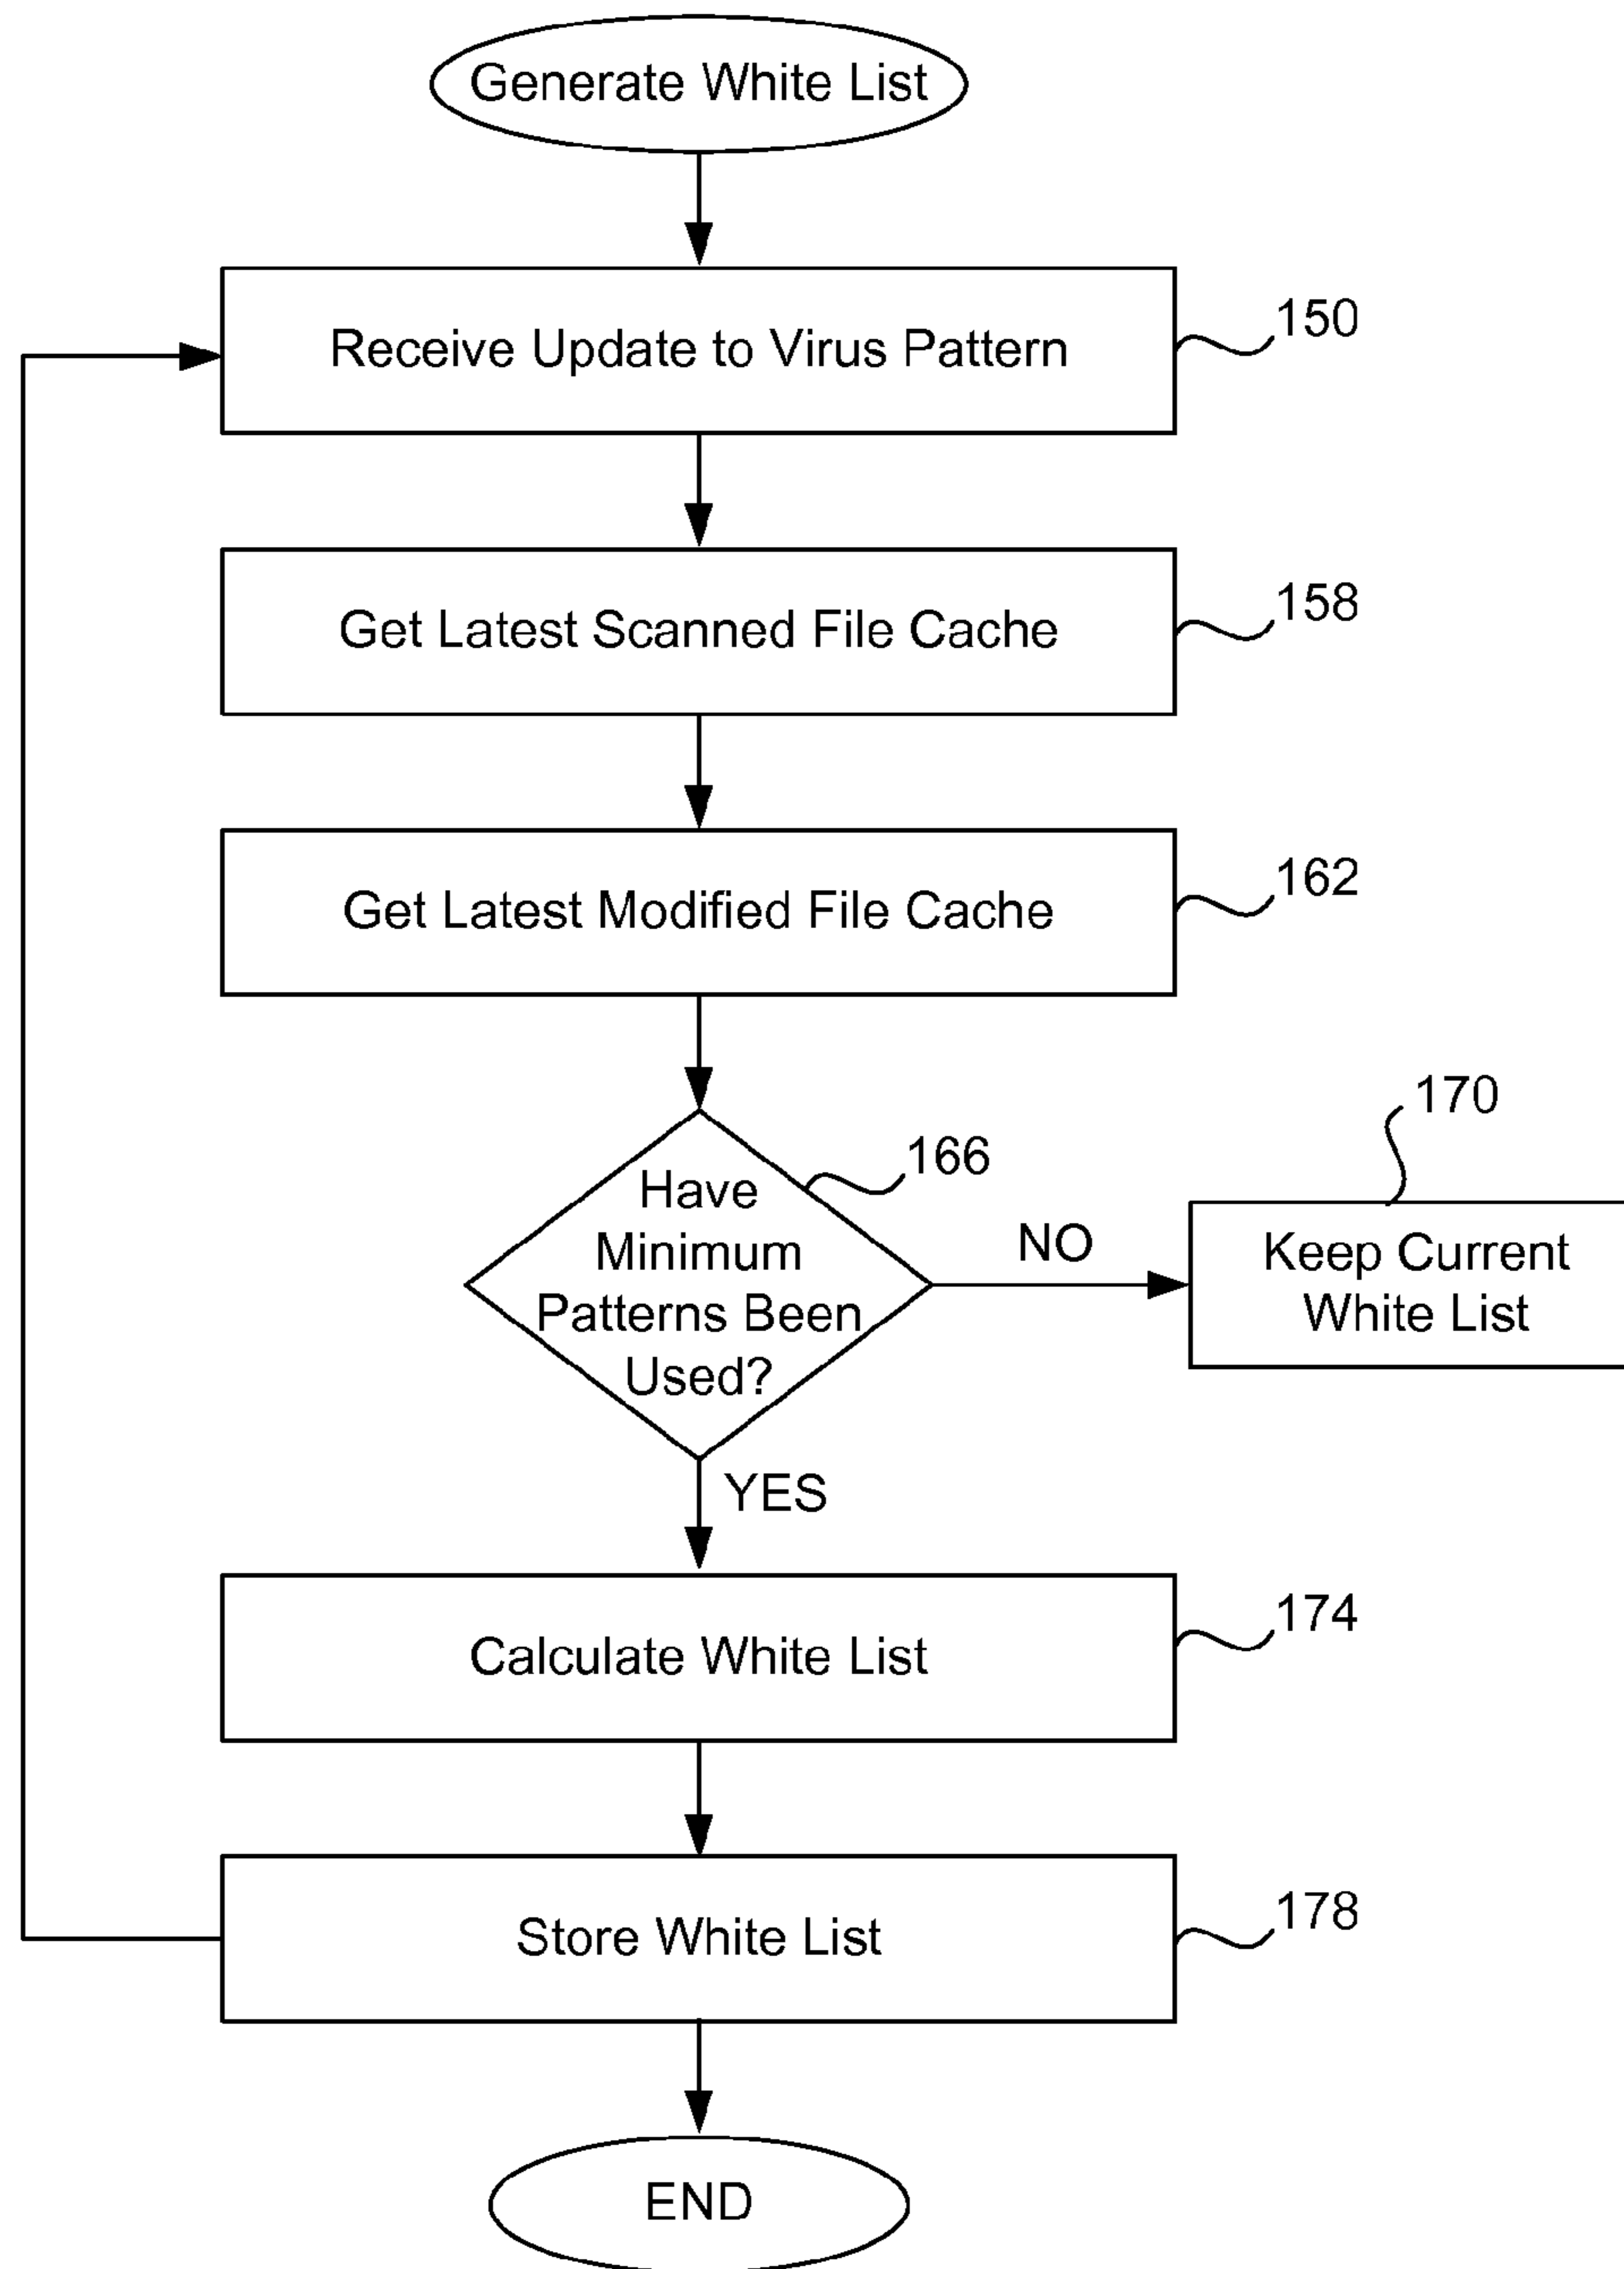 Generate White List
Receive Update to Virus Pattern
150
Get Latest Scanned File Cache
158
Get Latest Modified File Cache
162
Have
Minimum
Patterns Been
Used?
166
NO
170
Keep Current
White List
YES
Calculate White List
174
Store White List
178
END